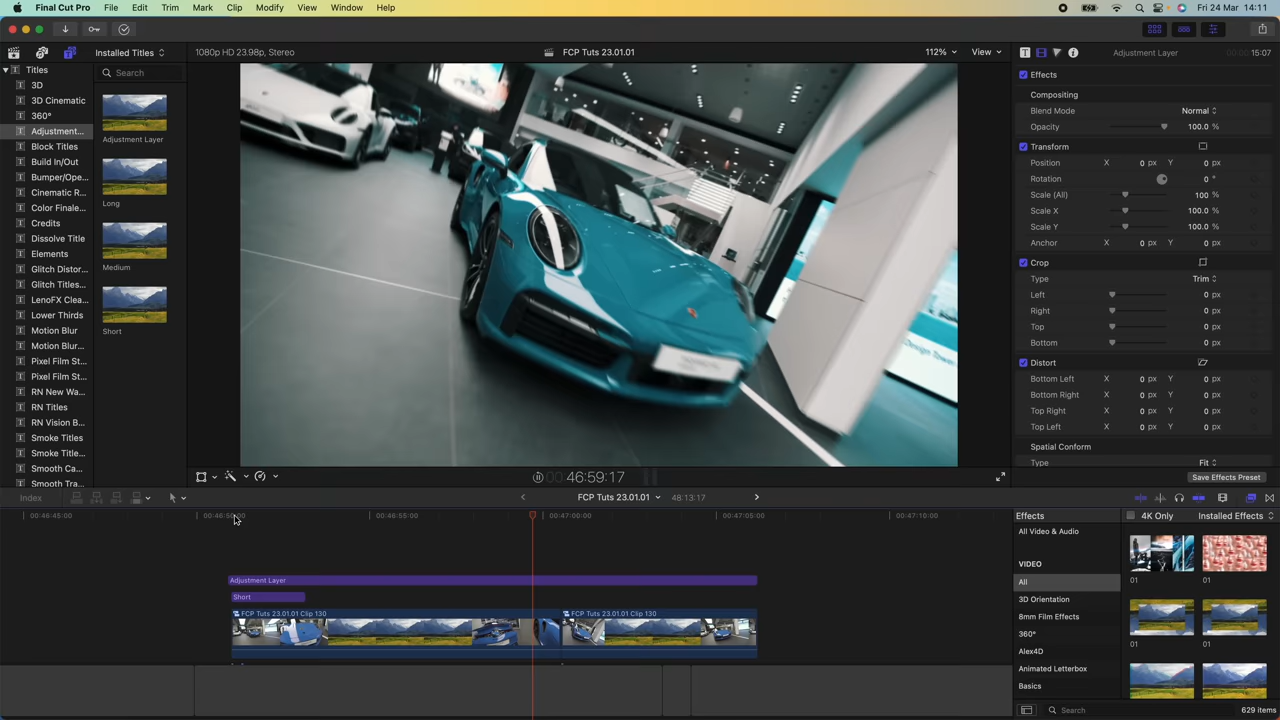 Final Cut Pro File Edit Trim Mark Clip Modify View Window Help Fri 24 Mar 14:11
Installed Titles
1080p HD 23.98p, Stereo
FCP Tuts 23.01.01
112%
View
Adjustment Layer
15:07
Titles
3D
3D Cinematic
360°
Adjustment...
Block Titles
Build In/Out
Bumper/Ope...
Cinematic R...
Color Finale...
Credits
Dissolve Title
Elements
Glitch Distor...
Glitch Titles...
LenoFX Clea...
Lower Thirds
Motion Blur
Motion Blur...
Pixel Film St...
Pixel Film St...
RN New Wa...
RN Titles
RN Vision B...
Smoke Titles
Smoke Title...
Smooth Ca...
Smooth Tra...
Search
Adjustment Layer
Long
Medium
Short
Design Tower
Effects
Compositing
Blend Mode Normal
Opacity 100.0 %
Transform
Position X 0 px Y 0 px
Rotation 0 °
Scale (All) 100 %
Scale X 100.0 %
Scale Y 100.0 %
Anchor X 0 px Y 0 px
Crop
Type Trim
Left 0 px
Right 0 px
Top 0 px
Bottom 0 px
Distort
Bottom Left X 0 px Y 0 px
Bottom Right X 0 px Y 0 px
Top Right X 0 px Y 0 px
Top Left X 0 px Y 0 px
Spatial Conform
Type Fit
Save Effects Preset
00 46:59:17
Index
FCP Tuts 23.01.01 48:13:17
00:46:45:00 00:46:50:00 00:46:55:00 00:47:00:00 00:47:05:00 00:47:10:00
Adjustment Layer
Short
FCP Tuts 23.01.01 Clip 130
FCP Tuts 23.01.01 Clip 130
Effects
4K Only
Installed Effects
All Video & Audio
VIDEO
All
3D Orientation
8mm Film Effects
360°
Alex4D
Animated Letterbox
Basics
01
01
01
01
Search
629 items